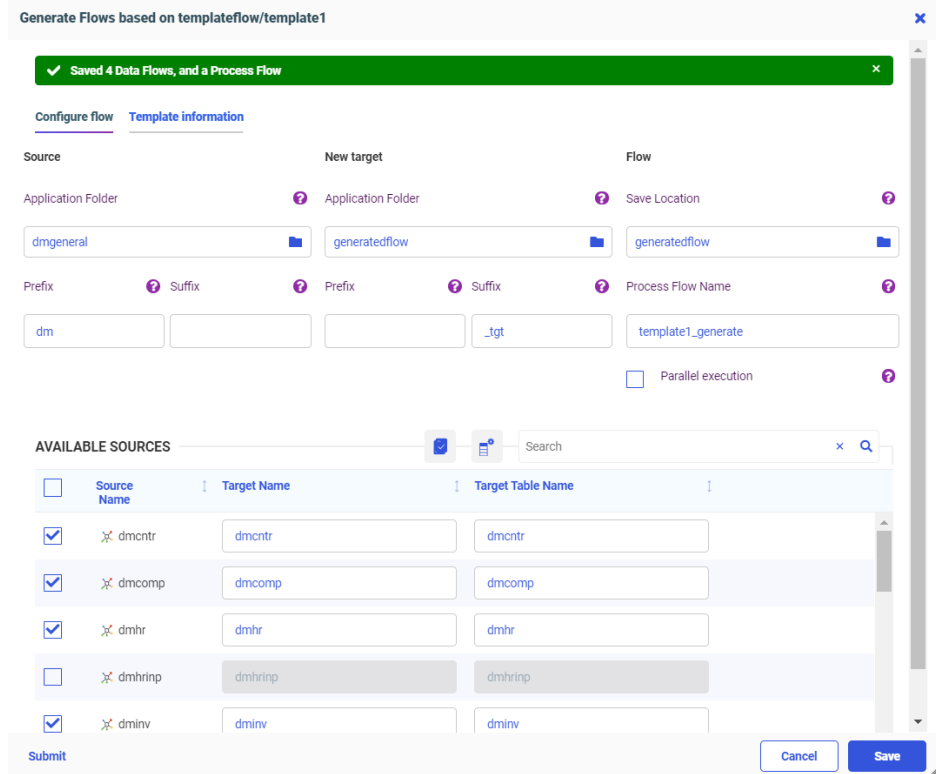 Generate Flows based on templateflow/template1
Saved 4 Data Flows, and a Process Flow
Configure flow Template information
Source New target Flow
Application Folder ? Application Folder ? Save Location ?
dmgeneral generatedflow generatedflow
Prefix ? Suffix ? Prefix ? Suffix ? Process Flow Name ?
dm _tgt template1_generate
Parallel execution ?
AVAILABLE SOURCES Search
Source Name Target Name Target Table Name
dmcntr dmcntr dmcntr
dmcomp dmcomp dmcomp
dmhr dmhr dmhr
dmhrinp dmhrinp dmhrinp
dminv dminv dminv
Submit Cancel Save